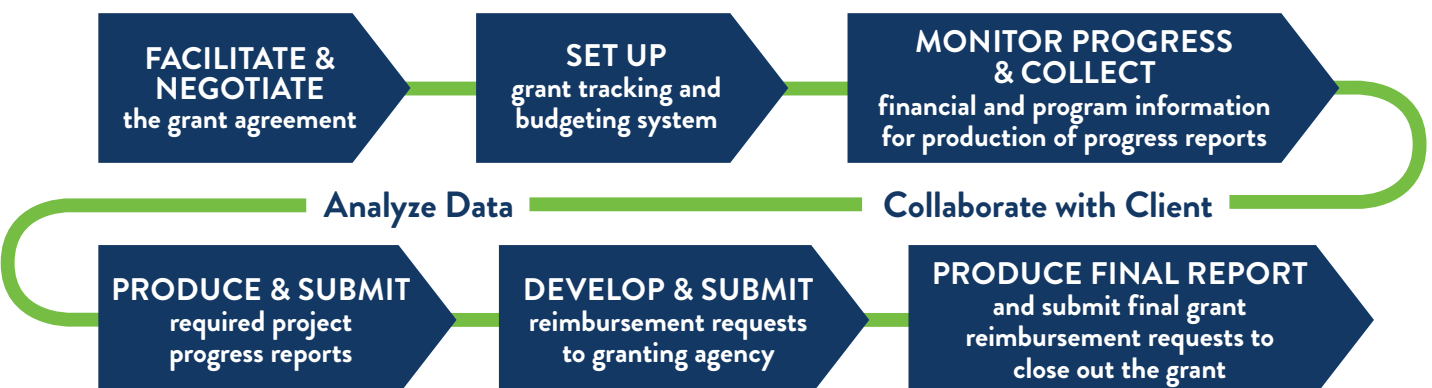 FACILITATE &
NEGOTIATE
the grant agreement
SET UP
grant tracking and
budgeting system
MONITOR PROGRESS
& COLLECT
financial and program information
for production of progress reports
Analyze Data
Collaborate with Client
PRODUCE & SUBMIT
required project
progress reports
DEVELOP & SUBMIT
reimbursement requests
to granting agency
PRODUCE FINAL REPORT
and submit final grant
reimbursement requests to
close out the grant